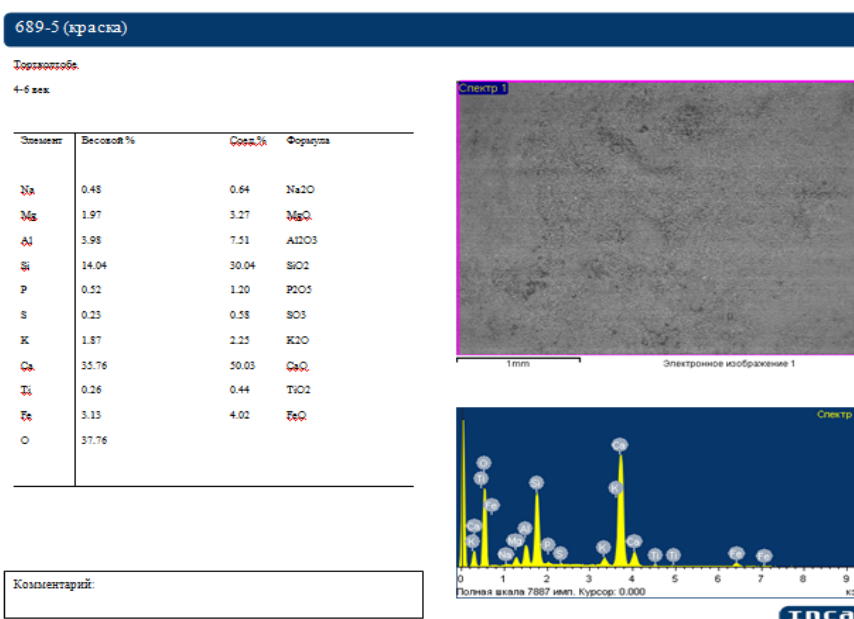 689-5 (краска)
Тортколтобе.
4-6 век
Элемент Весовой % Соед.% Формула
Na 0.48 0.64 Na2O
Mg 1.97 3.27 MgO
Al 3.98 7.51 Al2O3
Si 14.04 30.04 SiO2
P 0.52 1.20 P2O5
S 0.23 0.58 SO3
K 1.87 2.25 K2O
Ca 35.76 50.03 CaO
Ti 0.26 0.44 TiO2
Fe 3.13 4.02 FeO
O 37.76
Комментарий:
Спектр 1
1mm Электронное изображение 1
Спектр
Ca
O
Ti Si K
Fe
Ca Al
K Mg P K Ca
Na S Ti Ti Fe Fe
0 1 2 3 4 5 6 7 8 9
Полная шкала 7887 имп. Курсор: 0.000 кэ